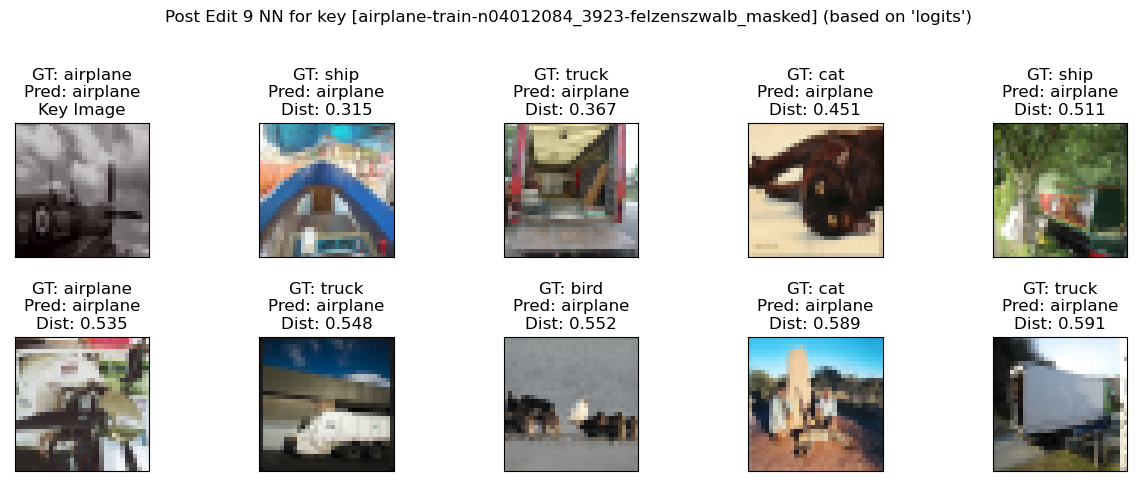 Post Edit 9 NN for key [airplane-train-n04012084_3923-felzenszwalb_masked] (based on 'logits')
GT: airplane
Pred: airplane
Key Image
GT: ship
Pred: airplane
Dist: 0.315
GT: truck
Pred: airplane
Dist: 0.367
GT: cat
Pred: airplane
Dist: 0.451
GT: ship
Pred: airplane
Dist: 0.511
GT: airplane
Pred: airplane
Dist: 0.535
GT: truck
Pred: airplane
Dist: 0.548
GT: bird
Pred: airplane
Dist: 0.552
GT: cat
Pred: airplane
Dist: 0.589
GT: truck
Pred: airplane
Dist: 0.591